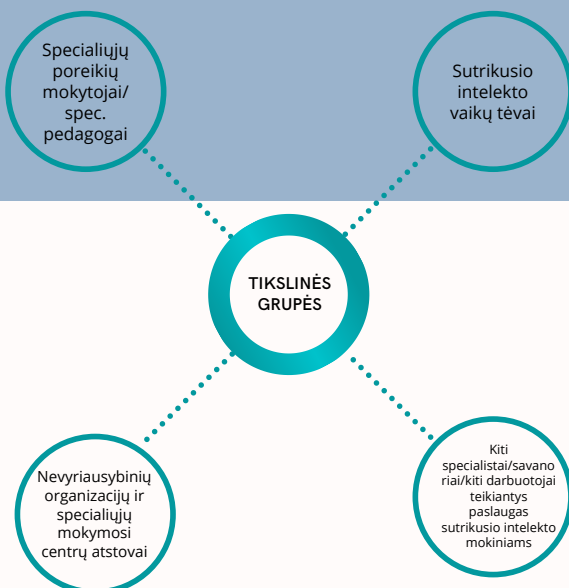 Specialiųjų
poreikių
mokytojai/
spec.
pedagogai
Sutrikusio
intelekto
vaikų tėvai
TIKSLINĖS
GRUPĖS
Nevyriausybinių
organizacijų ir
specialiųjų
mokymosi
centrų atstovai
Kiti
specialistai/savano
riai/kiti darbuotojai
teikiantys
paslaugas
sutrikusio intelekto
mokiniams